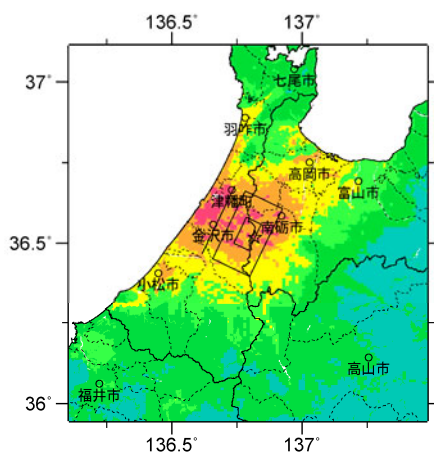 136.5° 137°
37°
七尾市
羽咋市
高岡市
富山市
津幡町
南砺市
金沢市
36.5°
小松市
高山市
福井市
36°
136.5° 137°